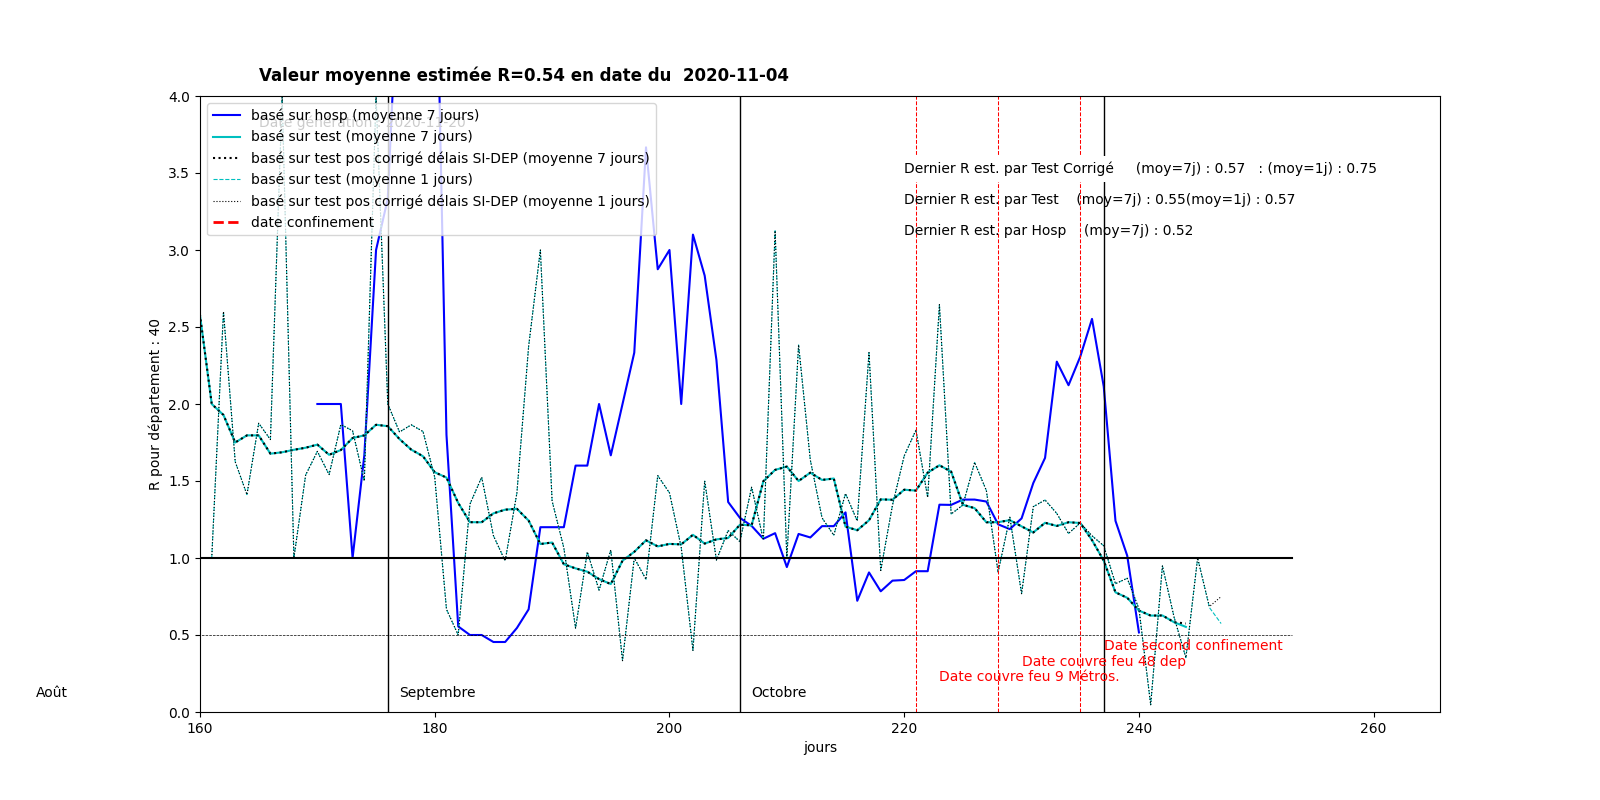 Valeur moyenne estimée R=0.54 en date du  2020-11-04
4.0
3.5
3.0
2.5
2.0
1.5
1.0
0.5
0.0
R pour département : 40
basé sur hosp (moyenne 7 jours)
basé sur test (moyenne 7 jours)
basé sur test pos corrigé délais SI-DEP (moyenne 7 jours)
basé sur test (moyenne 1 jours)
basé sur test pos corrigé délais SI-DEP (moyenne 1 jours)
date confinement
Dernier R est. par Test Corrigé     (moy=7j) : 0.57   : (moy=1j) : 0.75
Dernier R est. par Test    (moy=7j) : 0.55(moy=1j) : 0.57
Dernier R est. par Hosp    (moy=7j) : 0.52
Date second confinement
Date couvre feu 48 dep
Date couvre feu 9 Métros.
Août
Septembre
Octobre
160
180
200
220
240
260
jours